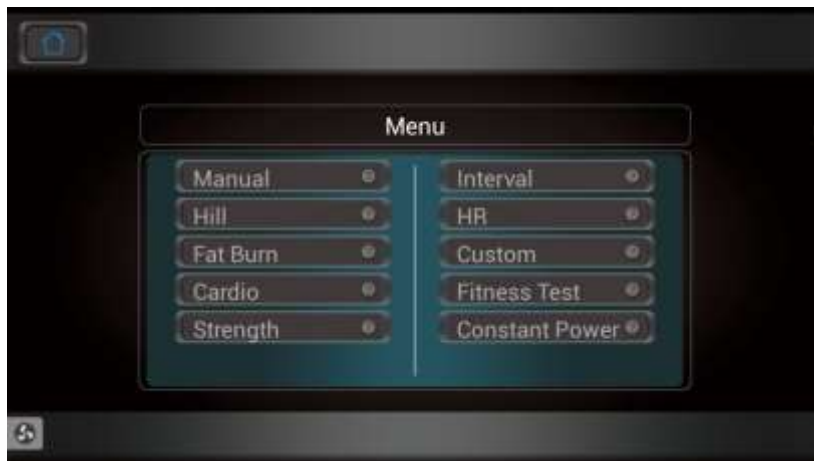 Menu
Manual
Hill
Fat Burn
Cardio
Strength
Interval
HR
Custom
Fitness Test
Constant Power